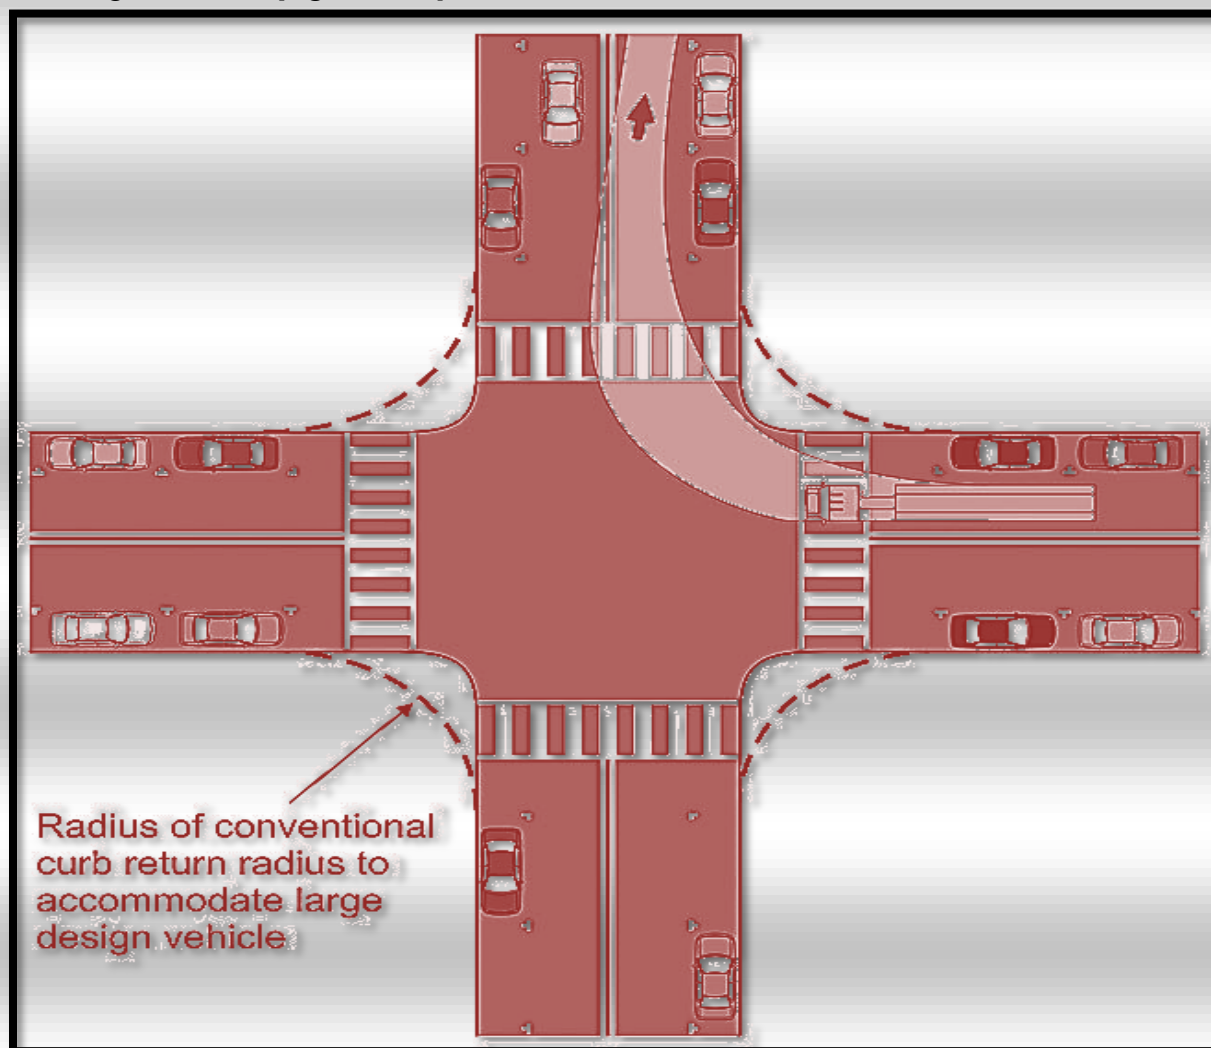 Radius of conventional
curb return radius to
accommodate large
design vehicle